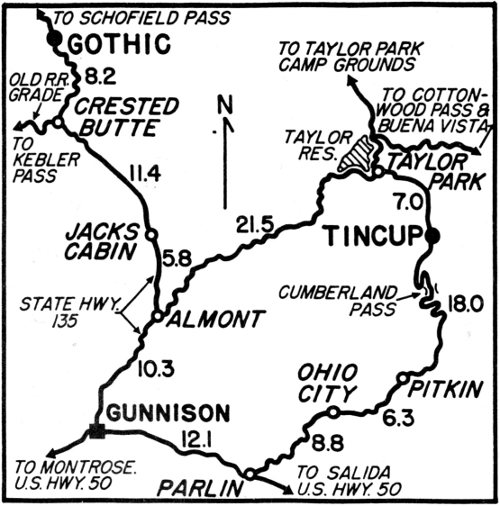 TO SCHOFIELD PASS
GOTHIC
8.2
OLD RR.
GRADE
CRESTED
BUTTE
TO
KEBLER
PASS
11.4
N
TO TAYLOR PARK
CAMP GROUNDS
TO COTTON-
WOOD PASS &
BUENA VISTA
TAYLOR
RES.
TAYLOR
PARK
7.0
21.5
TINCUP
JACKS
CABIN
5.8
CUMBERLAND
PASS
18.0
STATE HWY.
135
ALMONT
10.3
OHIO
CITY
PITKIN
6.3
GUNNISON
12.1
8.8
TO MONTROSE.
U.S. HWY. 50
PARLIN
TO SALIDA
U.S. HWY. 50